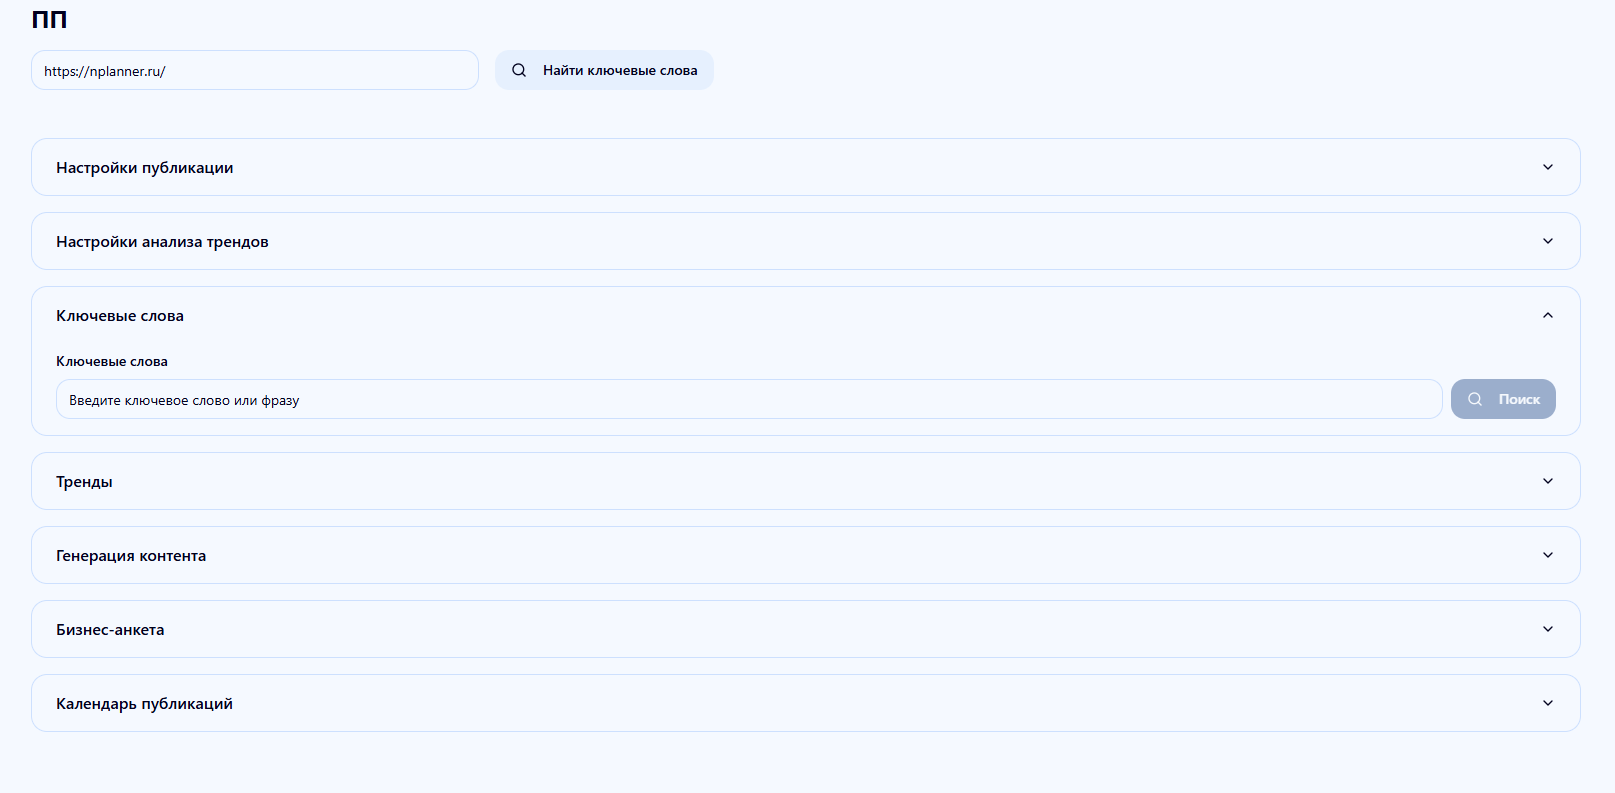 ПП
https://nplanner.ru/
Найти ключевые слова
Настройки публикации
Настройки анализа трендов
Ключевые слова
Ключевые слова
Введите ключевое слово или фразу
Поиск
Тренды
Генерация контента
Бизнес-анкета
Календарь публикаций